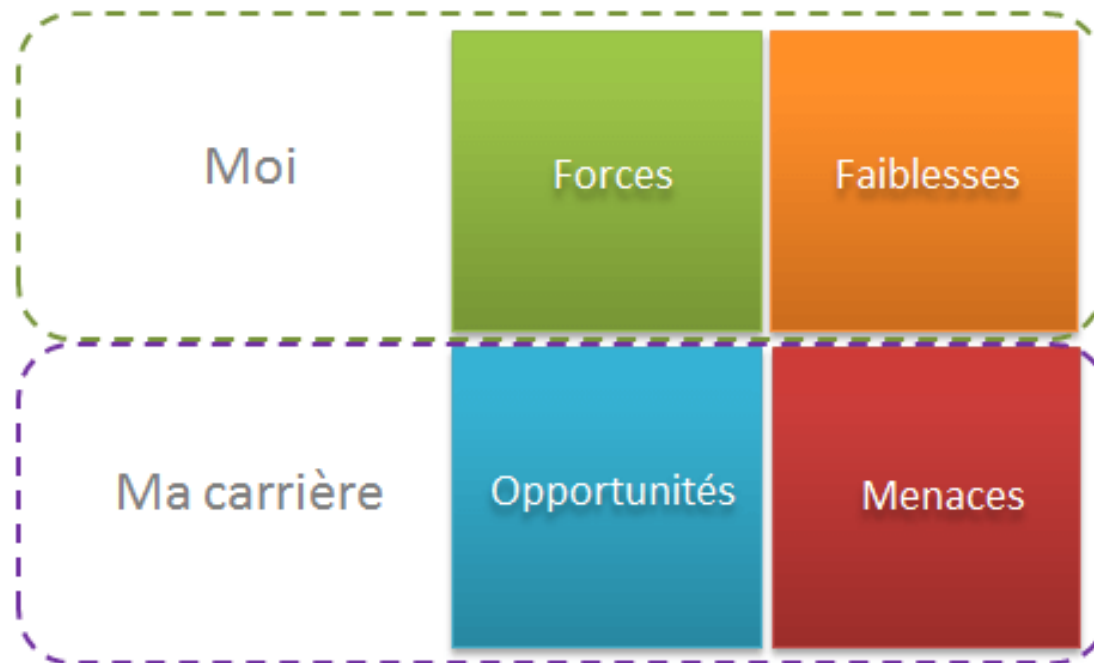 Moi
Forces
Faiblesses
Ma carrière
Opportunités
Menaces